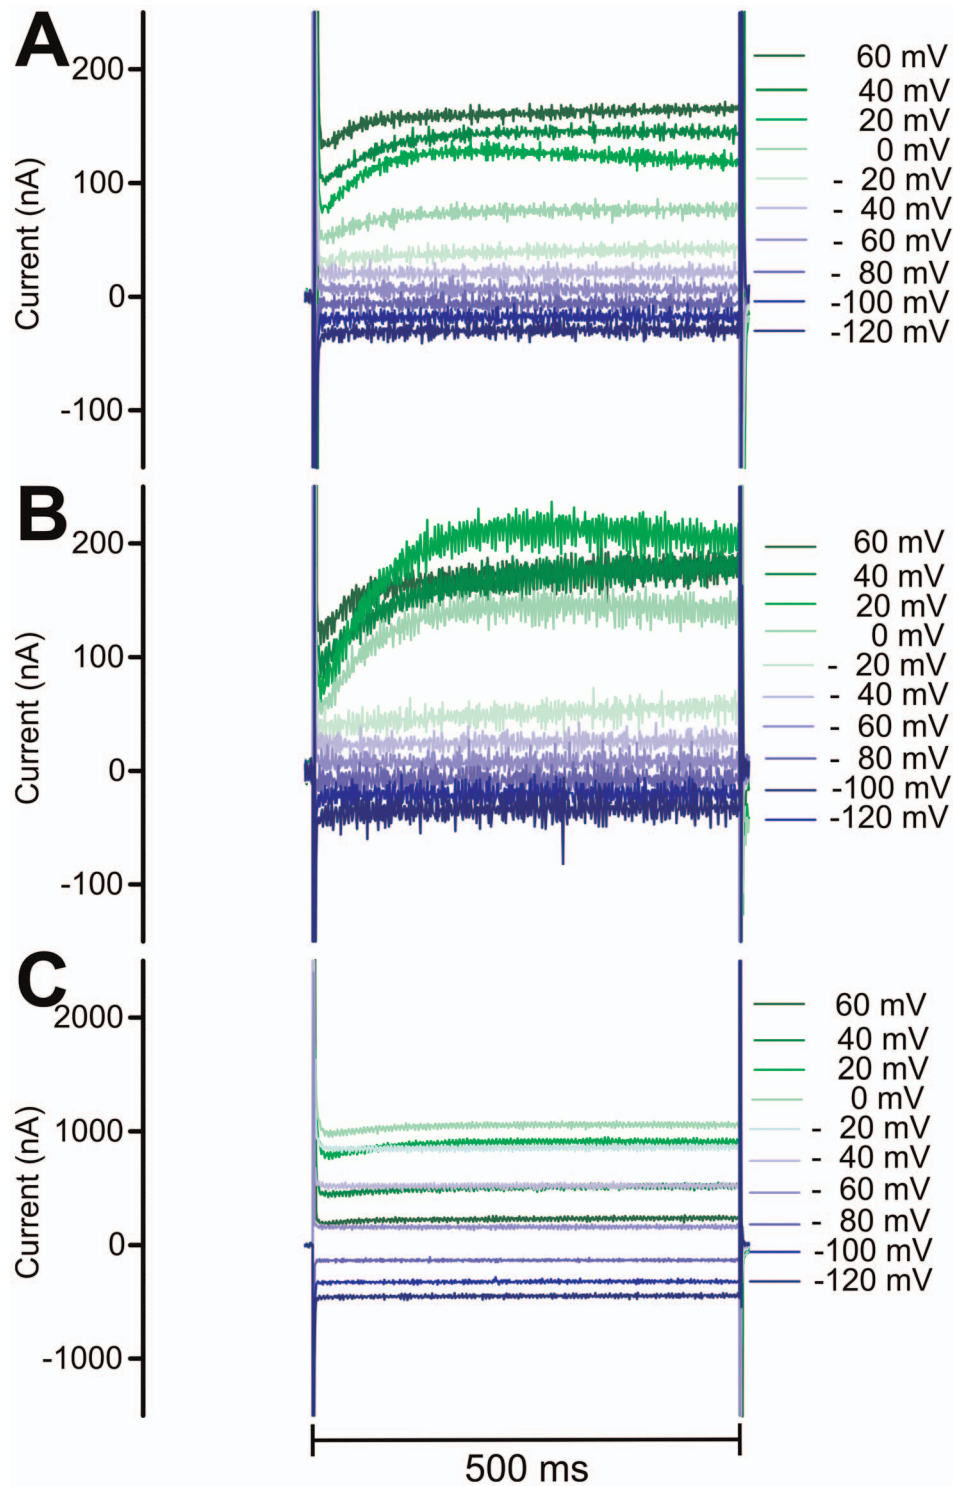 A
200
100
0
-100
Current (nA)
60 mV
40 mV
20 mV
0 mV
- 20 mV
- 40 mV
- 60 mV
- 80 mV
-100 mV
-120 mV
B
200
100
0
-100
Current (nA)
60 mV
40 mV
20 mV
0 mV
- 20 mV
- 40 mV
- 60 mV
- 80 mV
-100 mV
-120 mV
C
2000
1000
0
-1000
Current (nA)
60 mV
40 mV
20 mV
0 mV
- 20 mV
- 40 mV
- 60 mV
- 80 mV
-100 mV
-120 mV
500 ms